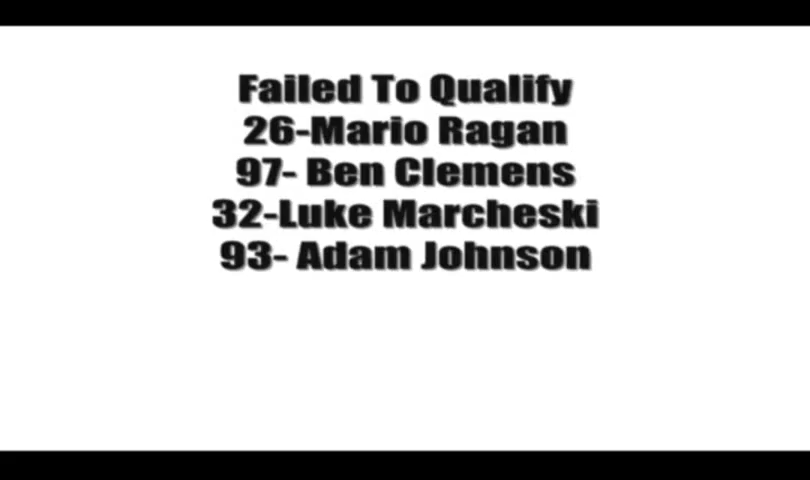 Failed To Qualify
26-Mario Ragan
97- Ben Clemens
32-Luke Marcheski
93- Adam Johnson